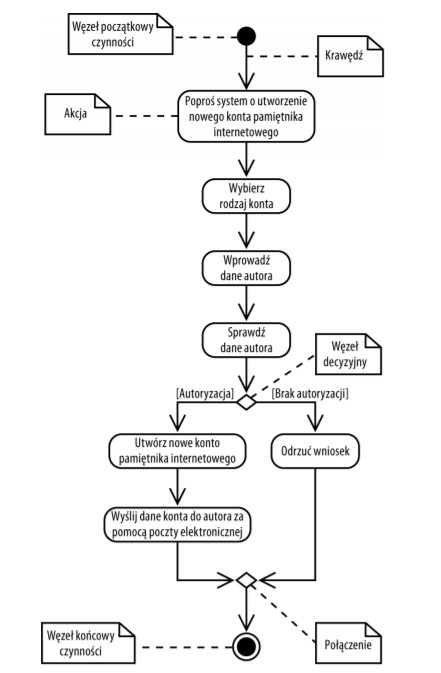 Węzeł początkowy
czynności
Krawędź
Akcja
Poproś system o utworzenie
nowego konta pamiętnika
internetowego
Wybierz
rodzaj konta
Wprowadź
dane autora
Sprawdź
dane autora
Węzeł
decyzyjny
[Autoryzacja]
[Brak autoryzacji]
Utwórz nowe konto
pamiętnika internetowego
Odrzuć wniosek
Wyślij dane konta do autora za
pomocą poczty elektronicznej
Węzeł końcowy
czynności
Połączenie